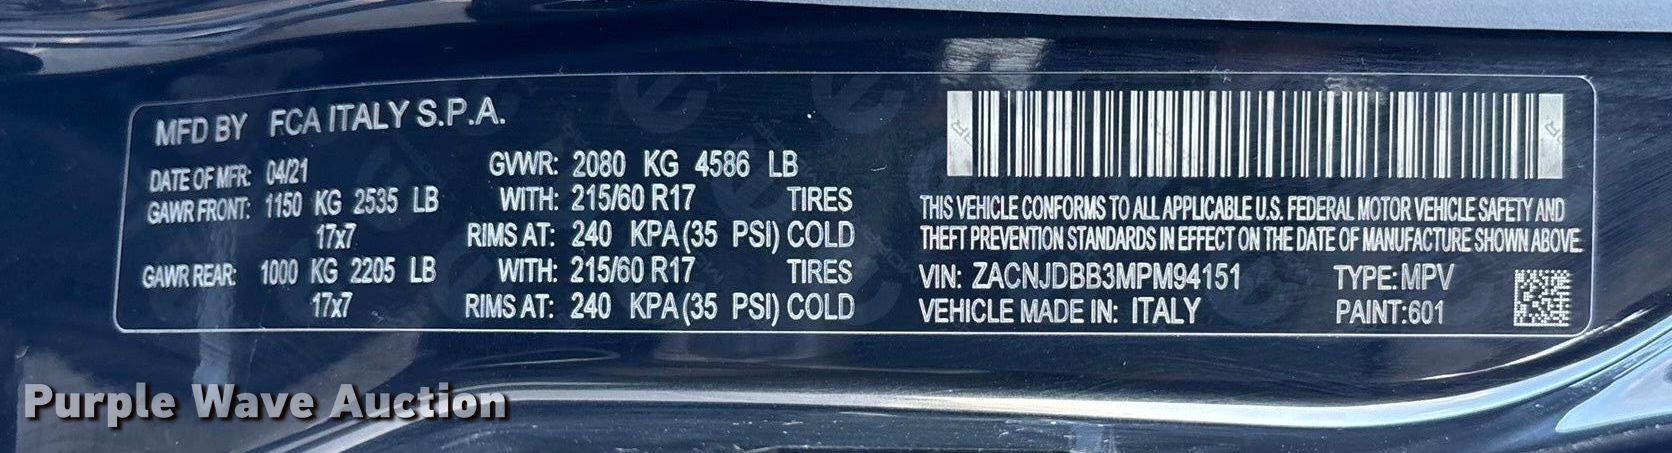 MFD BY FCA ITALY S.P.A.
DATE OF MFR: 04/21 GVWR: 2080 KG 4586 LB
GAWR FRONT: 1150 KG 2535 LB WITH: 215/60 R17 TIRES
17x7 RIMS AT: 240 KPA (35 PSI) COLD
GAWR REAR: 1000 KG 2205 LB WITH: 215/60 R17 TIRES
17x7 RIMS AT: 240 KPA (35 PSI) COLD
THIS VEHICLE CONFORMS TO ALL APPLICABLE U.S. FEDERAL MOTOR VEHICLE SAFETY AND
THEFT PREVENTION STANDARDS IN EFFECT ON THE DATE OF MANUFACTURE SHOWN ABOVE.
VIN: ZACNJDBB3MPM94151 TYPE: MPV
VEHICLE MADE IN: ITALY PAINT:601
Purple Wave Auction